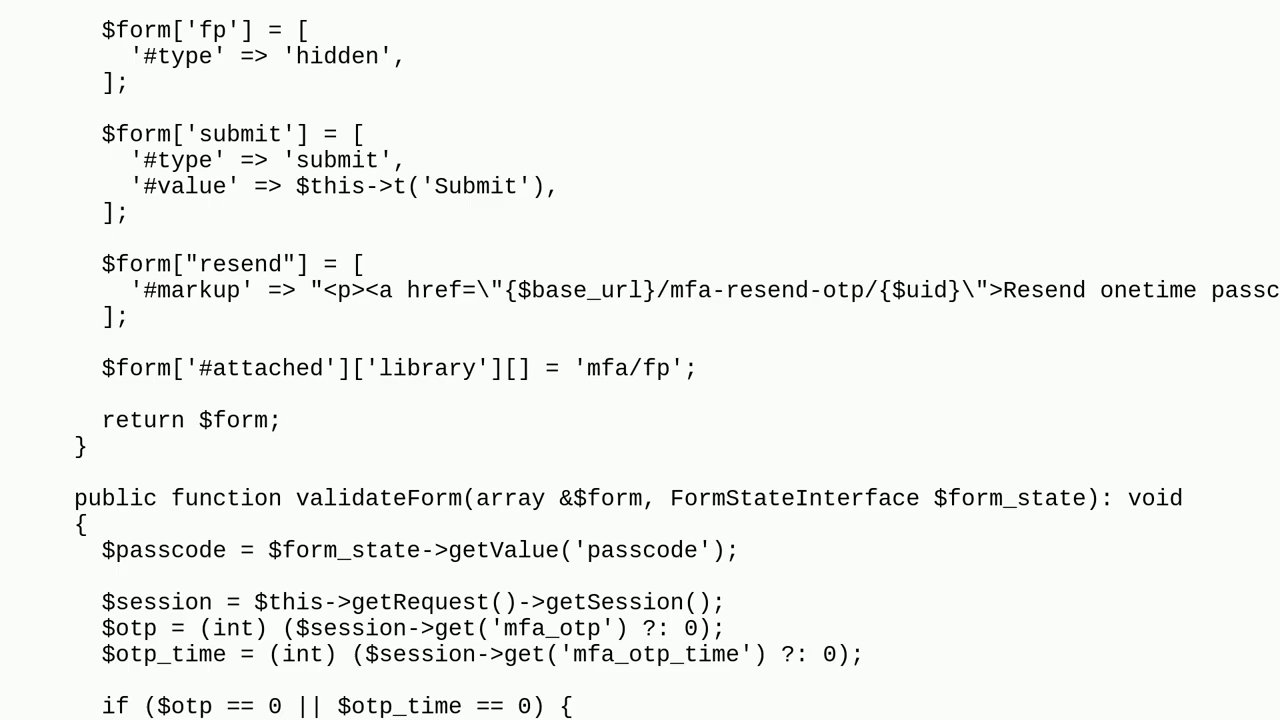 $form['fp'] = [
'#type' => 'hidden',
];
$form['submit'] = [
'#type' => 'submit',
'#value' => $this->t('Submit'),
];
$form["resend"] = [
'#markup' => "<p><a href=\"{$base_url}/mfa-resend-otp/{$uid}\">Resend onetime
];
$form['#attached']['library'][] = 'mfa/fp';
return $form;
}
public function validateForm(array &$form, FormStateInterface $form_state): void
{
$passcode = $form_state->getValue('passcode');
$session = $this->getRequest()->getSession();
$otp = (int) ($session->get('mfa_otp') ?: 0);
$otp_time = (int) ($session->get('mfa_otp_time') ?: 0);
if ($otp == 0 || $otp_time == 0) {